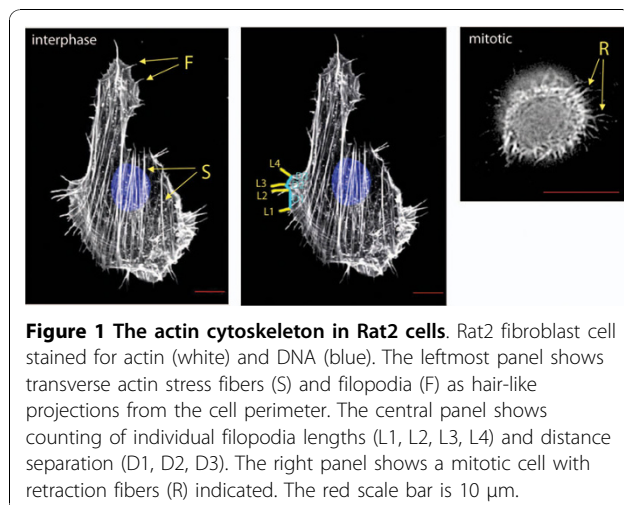 interphase
F
S
L4
L3
L2
L1
mitotic
R
Figure 1 The actin cytoskeleton in Rat2 cells. Rat2 fibroblast cell
stained for actin (white) and DNA (blue). The leftmost panel shows
transverse actin stress fibers (S) and filopodia (F) as hair-like
projections from the cell perimeter. The central panel shows
counting of individual filopodia lengths (L1, L2, L3, L4) and distance
separation (D1, D2, D3). The right panel shows a mitotic cell with
retraction fibers (R) indicated. The red scale bar is 10 μm.